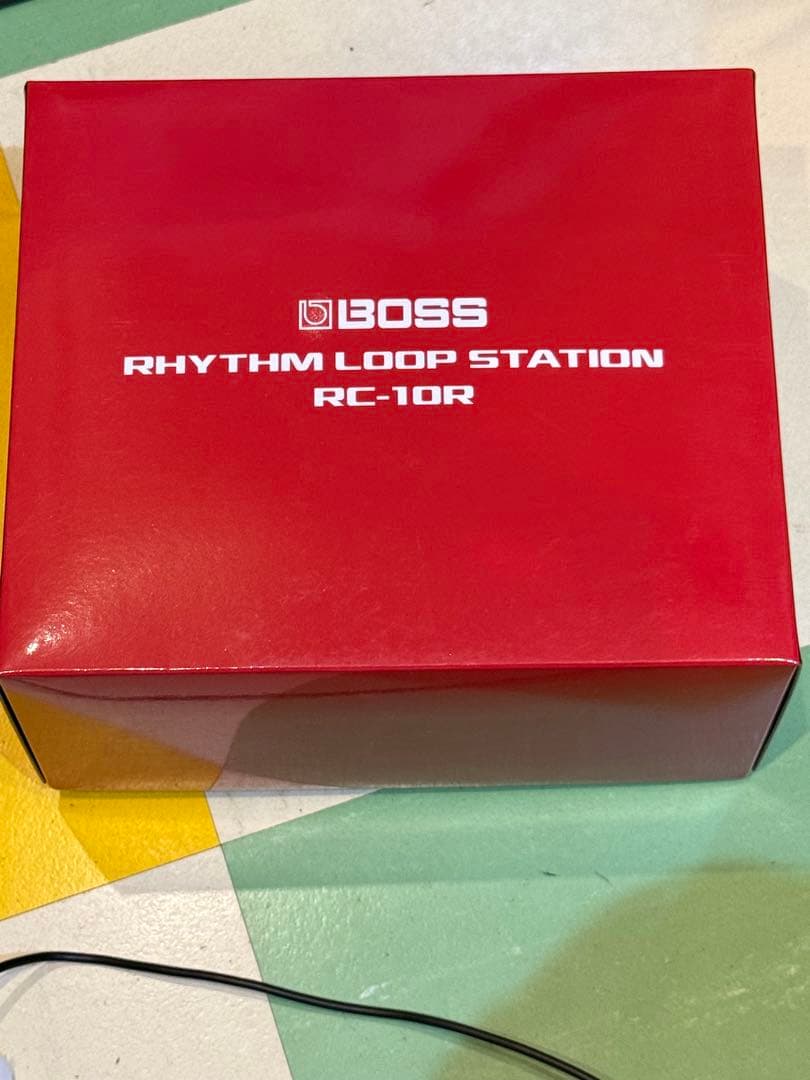 BOSS
RHYTHM LOOP STATION
RC-10R